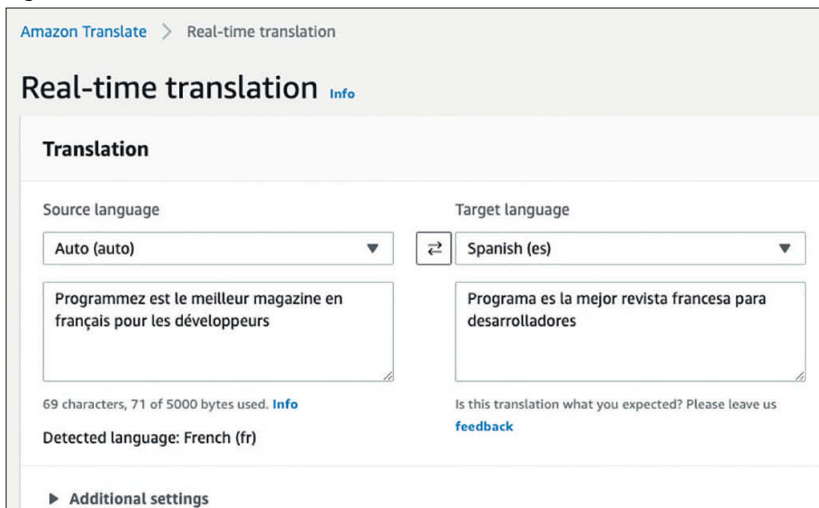 Amazon Translate > Real-time translation
Real-time translation Info
Translation
Source language
Auto (auto)
Programmez est le meilleur magazine en
français pour les développeurs
69 characters, 71 of 5000 bytes used. Info
Detected language: French (fr)
Target language
Spanish (es)
Programa es la mejor revista francesa para
desarrolladores
Is this translation what you expected? Please leave us
feedback
Additional settings